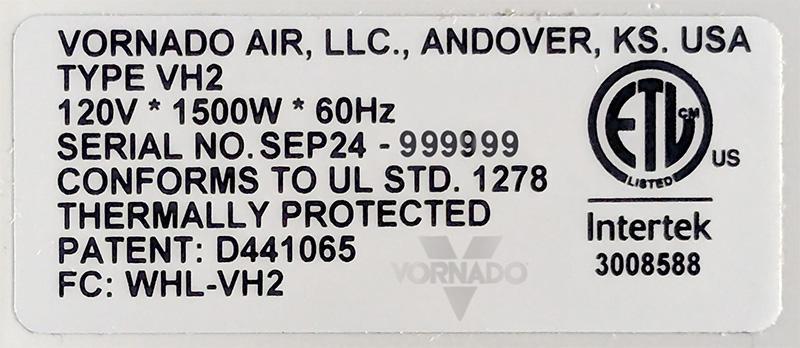 VORNADO AIR, LLC., ANDOVER, KS. USA
TYPE VH2
120V * 1500W * 60Hz
SERIAL NO. SEP24 - 999999
CONFORMS TO UL STD. 1278
THERMALLY PROTECTED
PATENT: D441065
FC: WHL-VH2
VORNADO
ETL CM
LISTED
US
Intertek
3008588